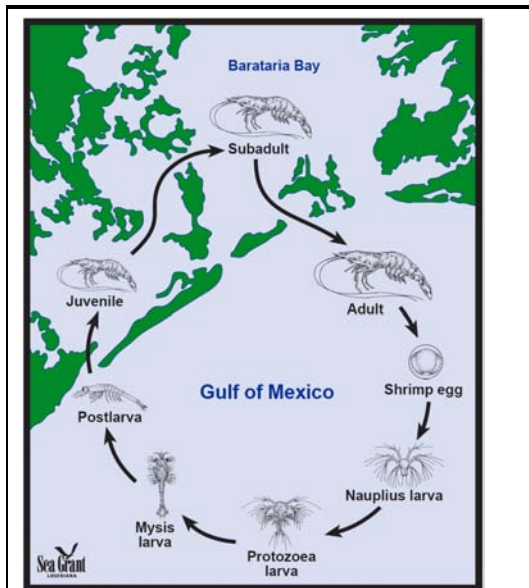 Barataria Bay
Subadult
Juvenile
Adult
Gulf of Mexico
Shrimp egg
Postlarva
Nauplius larva
Mysis
larva
Protozoea
larva
Sea Grant
LOUISIANA